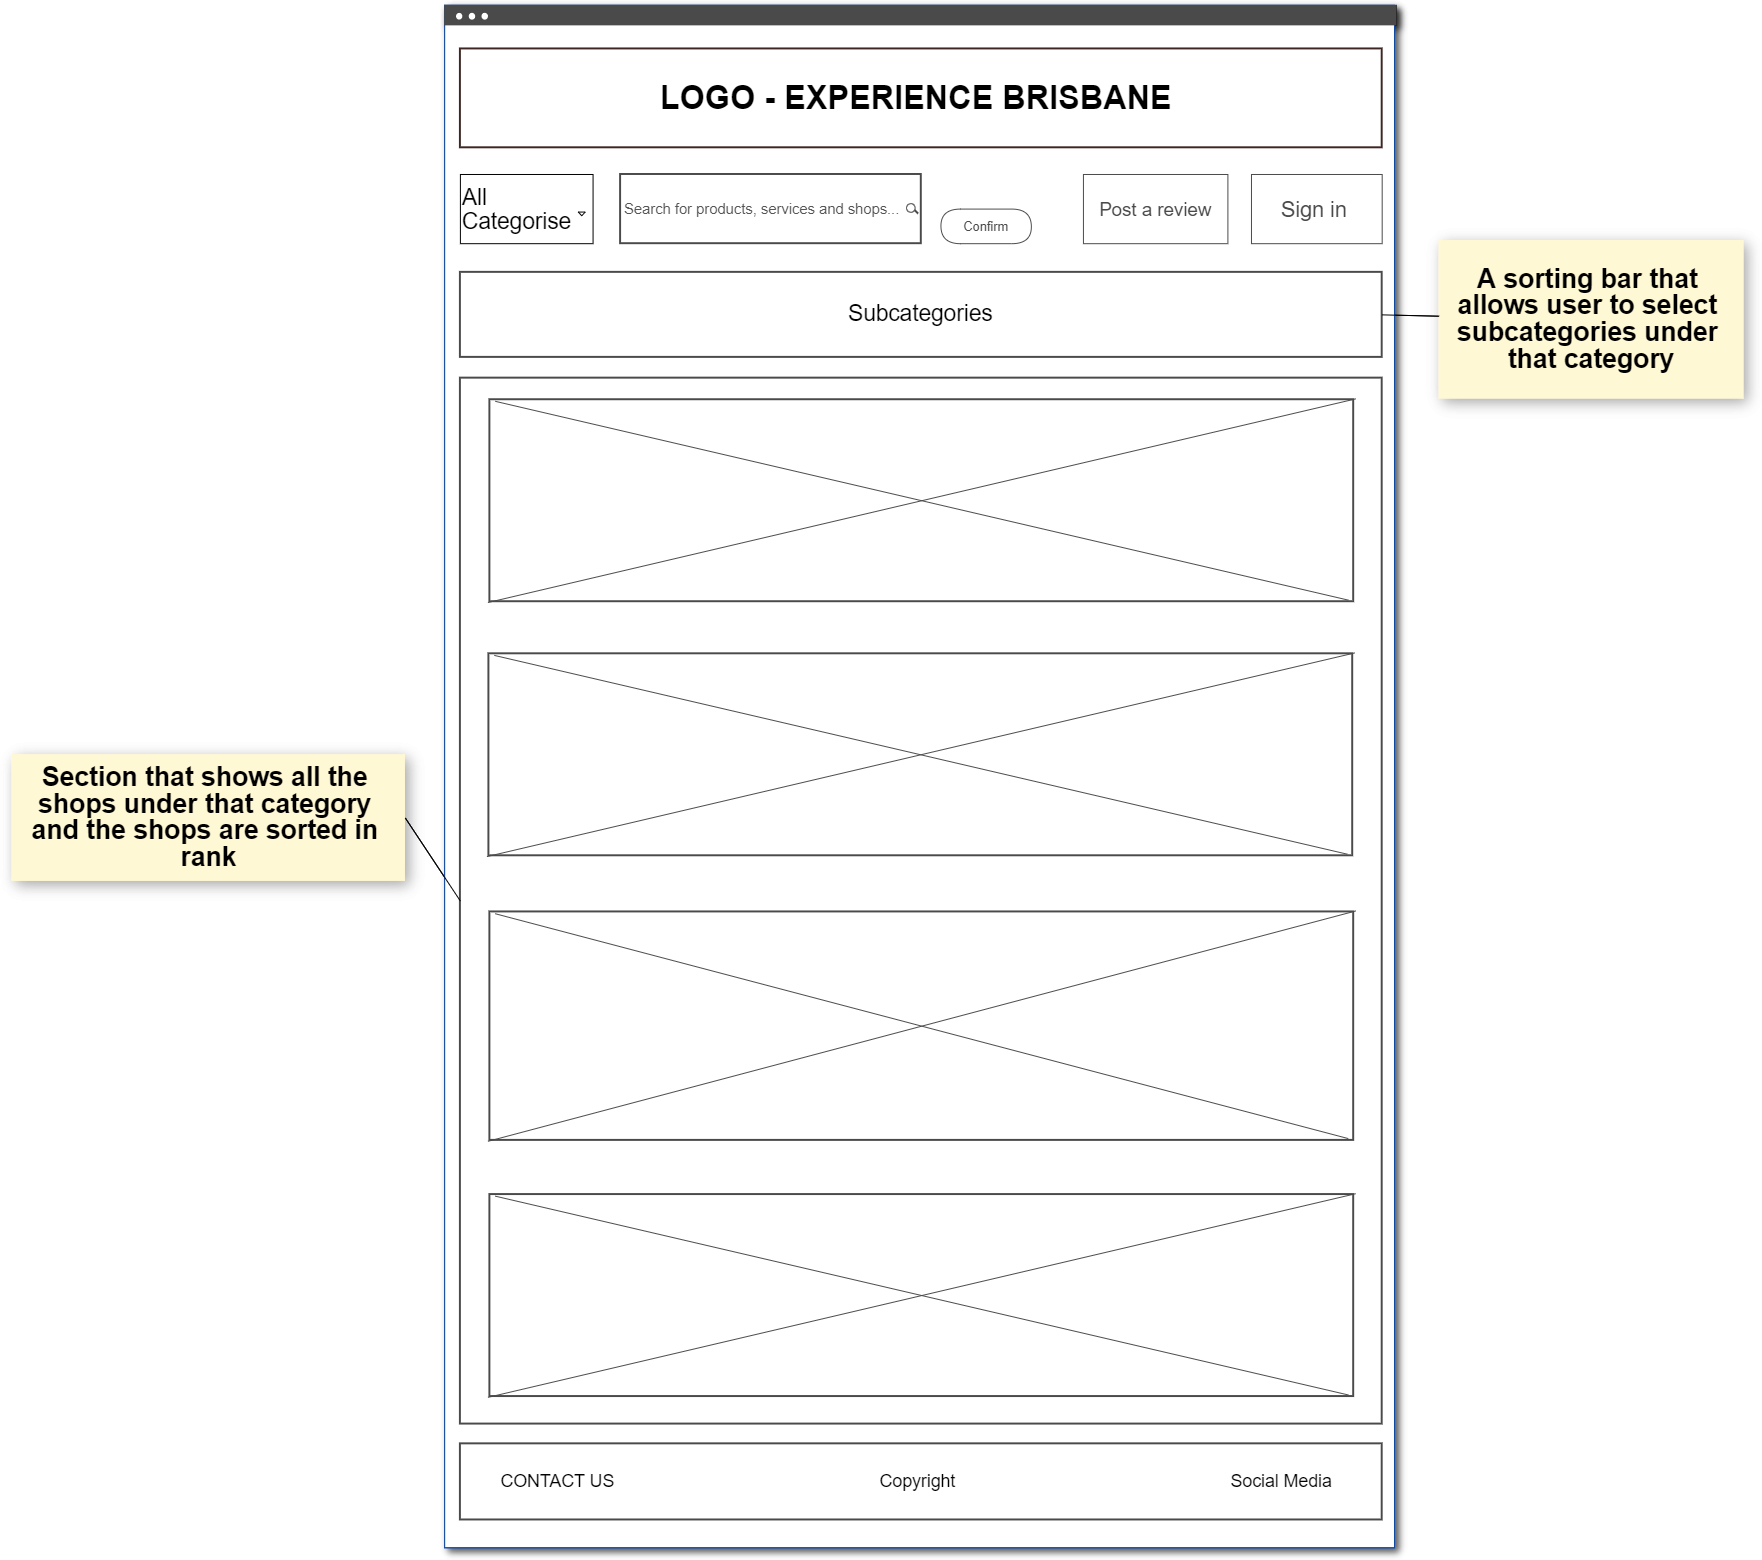 LOGO - EXPERIENCE BRISBANE
All
Categorise
Search for products, services and shops...
Confirm
Post a review
Sign in
Subcategories
A sorting bar that
allows user to select
subcategories under
that category
Section that shows all the
shops under that category
and the shops are sorted in
rank
CONTACT US
Copyright
Social Media